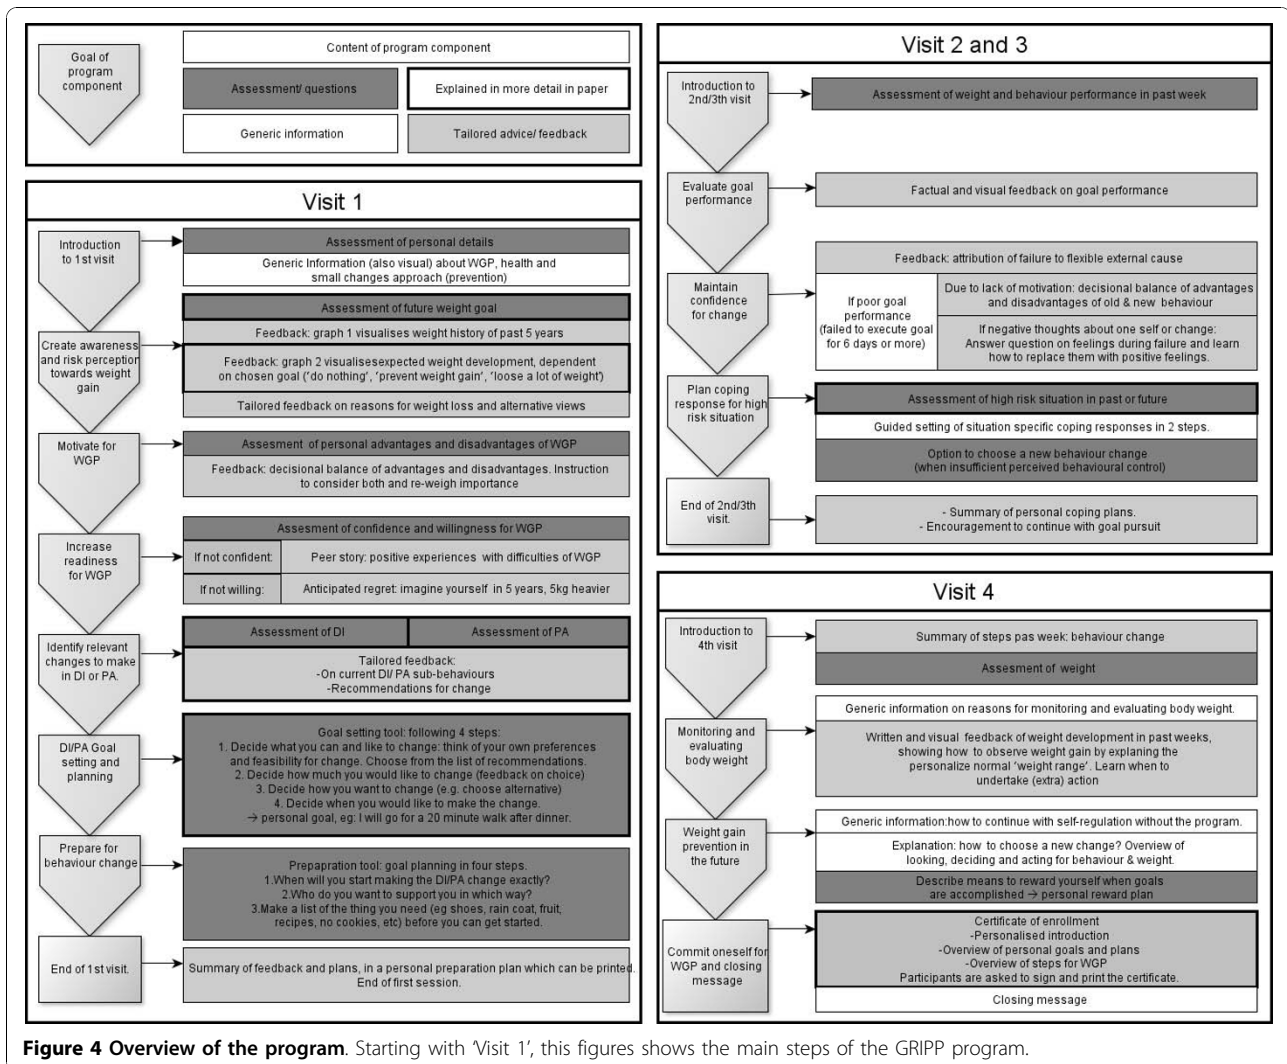 Goal of
program
component
Content of program component
Assessment/ questions
Explained in more detail in paper
Generic information
Tailored advice/ feedback
Visit 1
Introduction
to 1st visit
Assessment of personal details
Generic Information (also visual) about WGP, health and
small changes approach (prevention)
Create awareness
and risk perception
towards weight
gain
Assessment of future weight goal
Feedback: graph 1 visualises weight history of past 5 years
Feedback: graph 2 visualisesexpected weight development, dependent
on chosen goal (‘do nothing’, ‘prevent weight gain’, ‘loose a lot of weight’)
Tailored feedback on reasons for weight loss and alternative views
Motivate for
WGP
Assesment of personal advantages and disadvantages of WGP
Feedback: decisional balance of advantages and disadvantages. Instruction
to consider both and re-weigh importance
Increase
readiness
for WGP
Assesment of confidence and willingness for WGP
If not confident:
Peer story: positive experiences with difficulties of WGP
If not willing:
Anticipated regret: imagine yourself in 5 years, 5kg heavier
Identify relevant
changes to make
in DI or PA.
Assessment of DI
Assessment of PA
Tailored feedback:
-On current DI/ PA sub-behaviours
-Recommendations for change
DI/PA Goal
setting and
planning
Goal setting tool: following 4 steps:
1. Decide what you can and like to change: think of your own preferences
and feasibility for change. Choose from the list of recommendations.
2. Decide how much you would like to change (feedback on choice)
3. Decide how you want to change (e.g. choose alternative)
4. Decide when you would like to make the change.
→ personal goal, eg: I will go for a 20 minute walk after dinner.
Prepare for
behaviour change
Prepapration tool: goal planning in four steps.
1.When will you start making the DI/PA change exactly?
2.Who do you want to support you in which way?
3.Make a list of the thing you need (eg shoes, rain coat, fruit,
recipes, no cookies, etc) before you can get started.
End of 1st visit.
Summary of feedback and plans, in a personal preparation plan which can be printed.
End of first session.
Visit 2 and 3
Introduction to
2nd/3th visit
Assessment of weight and behaviour performance in past week
Evaluate goal
performance
Factual and visual feedback on goal performance
Maintain
confidence
for change
Feedback: attribution of failure to flexible external cause
If poor goal
performance
(failed to execute goal
for 6 days or more)
Due to lack of motivation: decisional balance of advantages
and disadvantages of old & new behaviour
If negative thoughts about one self or change:
Answer question on feelings during failure and learn
how to replace them with positive feelings.
Plan coping
response for high
risk situation
Assessment of high risk situation in past or future
Guided setting of situation specific coping responses in 2 steps.
Option to choose a new behaviour change
(when insufficient perceived behavioural control)
End of 2nd/3th
visit.
- Summary of personal coping plans.
- Encouragement to continue with goal pursuit
Visit 4
Introduction to
4th visit
Summary of steps pas week: behaviour change
Assesment of weight
Monitoring and
evaluating
body weight
Generic information on reasons for monitoring and evaluating body weight.
Written and visual feedback of weight development in past weeks,
showing how to observe weight gain by explaning the
personalize normal ‘weight range’. Learn when to
undertake (extra) action
Weight gain
prevention in
the future
Generic information:how to continue with self-regulation without the program.
Explanation: how to choose a new change? Overview of
looking, deciding and acting for behaviour & weight.
Describe means to reward yourself when goals
are accomplished → personal reward plan
Commit oneself for
WGP and closing
message
Certificate of enrollment
-Personalised introduction
-Overview of personal goals and plans
-Overview of steps for WGP
Participants are asked to sign and print the certificate.
Closing message
Figure 4 Overview of the program. Starting with ‘Visit 1’, this figures shows the main steps of the GRIPP program.